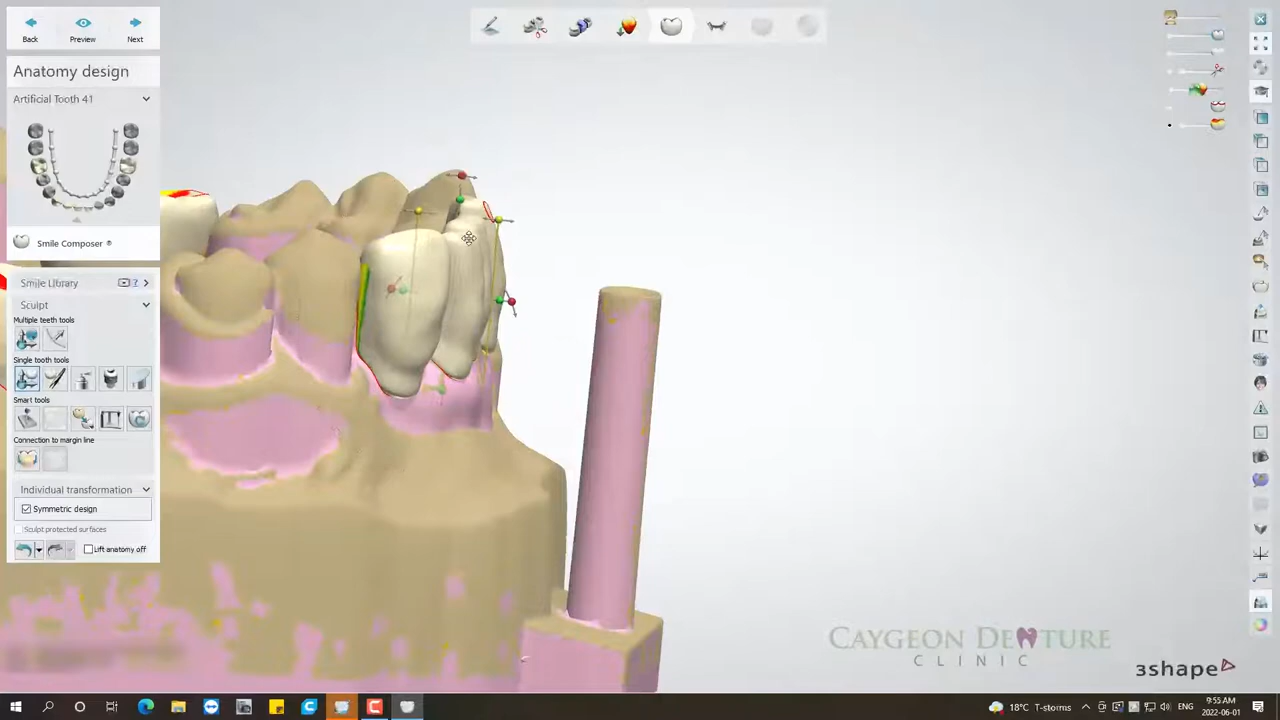 Back
Preview
Next
Anatomy design
Artificial Tooth 41
Smile Composer ®
Smile Library
?
Sculpt
Multiple teeth tools
Single tooth tools
Smart tools
Connection to margin line
Individual transformation
Symmetric design
Sculpt protected surfaces
Lift anatomy off
CAYGEON DENTURE
CLINIC
3shape
18°C T-storms
ENG
9:55 AM
2022-06-01